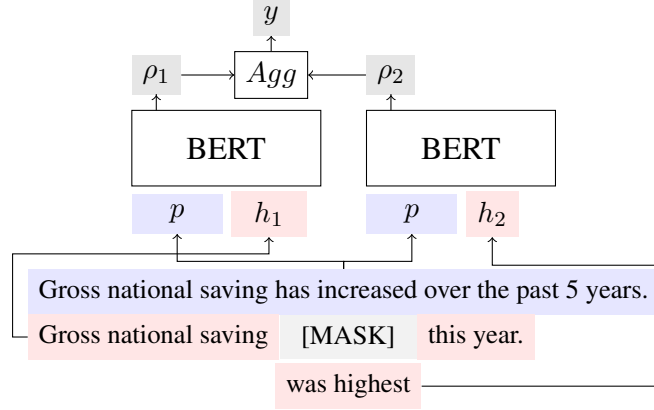 y
ρ₁ Agg ρ₂
BERT BERT
p h₁ p h₂
Gross national saving has increased over the past 5 years.
Gross national saving [MASK] this year.
was highest